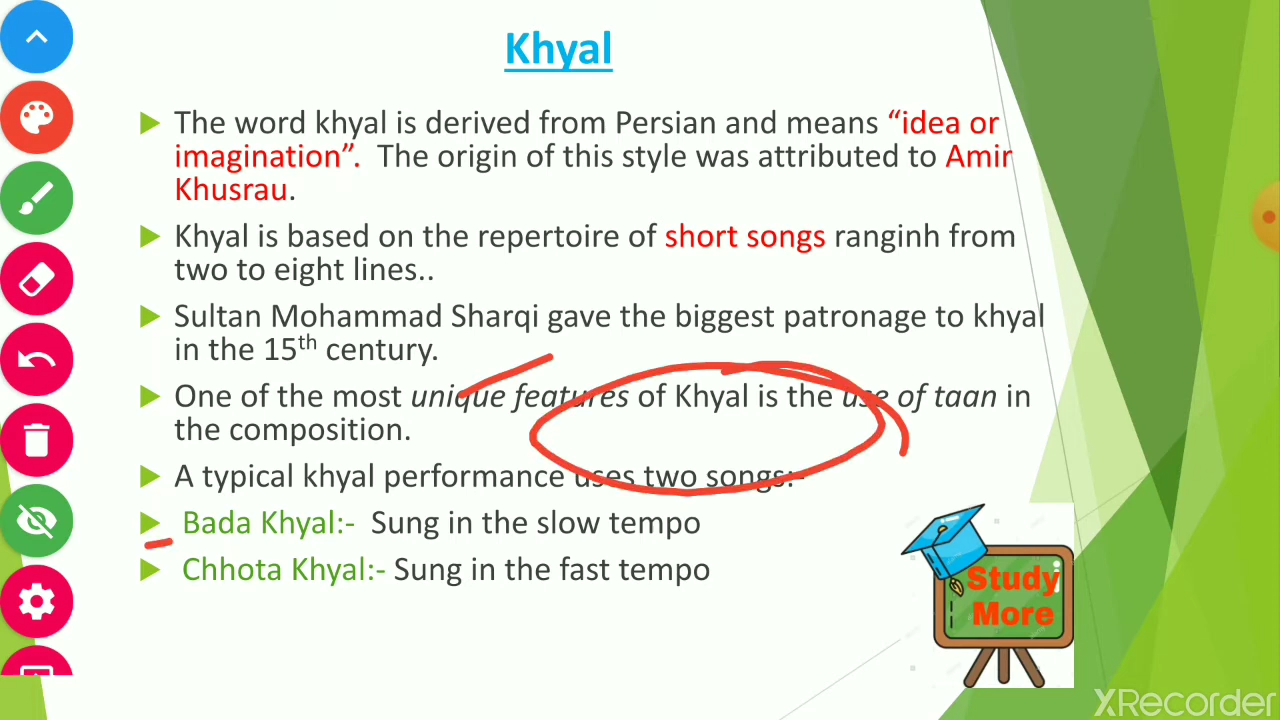 Khyal
The word khyal is derived from Persian and means “idea or
imagination”. The origin of this style was attributed to Amir
Khusrau.
Khyal is based on the repertoire of short songs ranginh from
two to eight lines..
Sultan Mohammad Sharqi gave the biggest patronage to khyal
in the 15th century.
One of the most unique features of Khyal is the use of taan in
the composition.
A typical khyal performance uses two songs:-
Bada Khyal:- Sung in the slow tempo
Chhota Khyal:- Sung in the fast tempo
Study
More
XRecorder